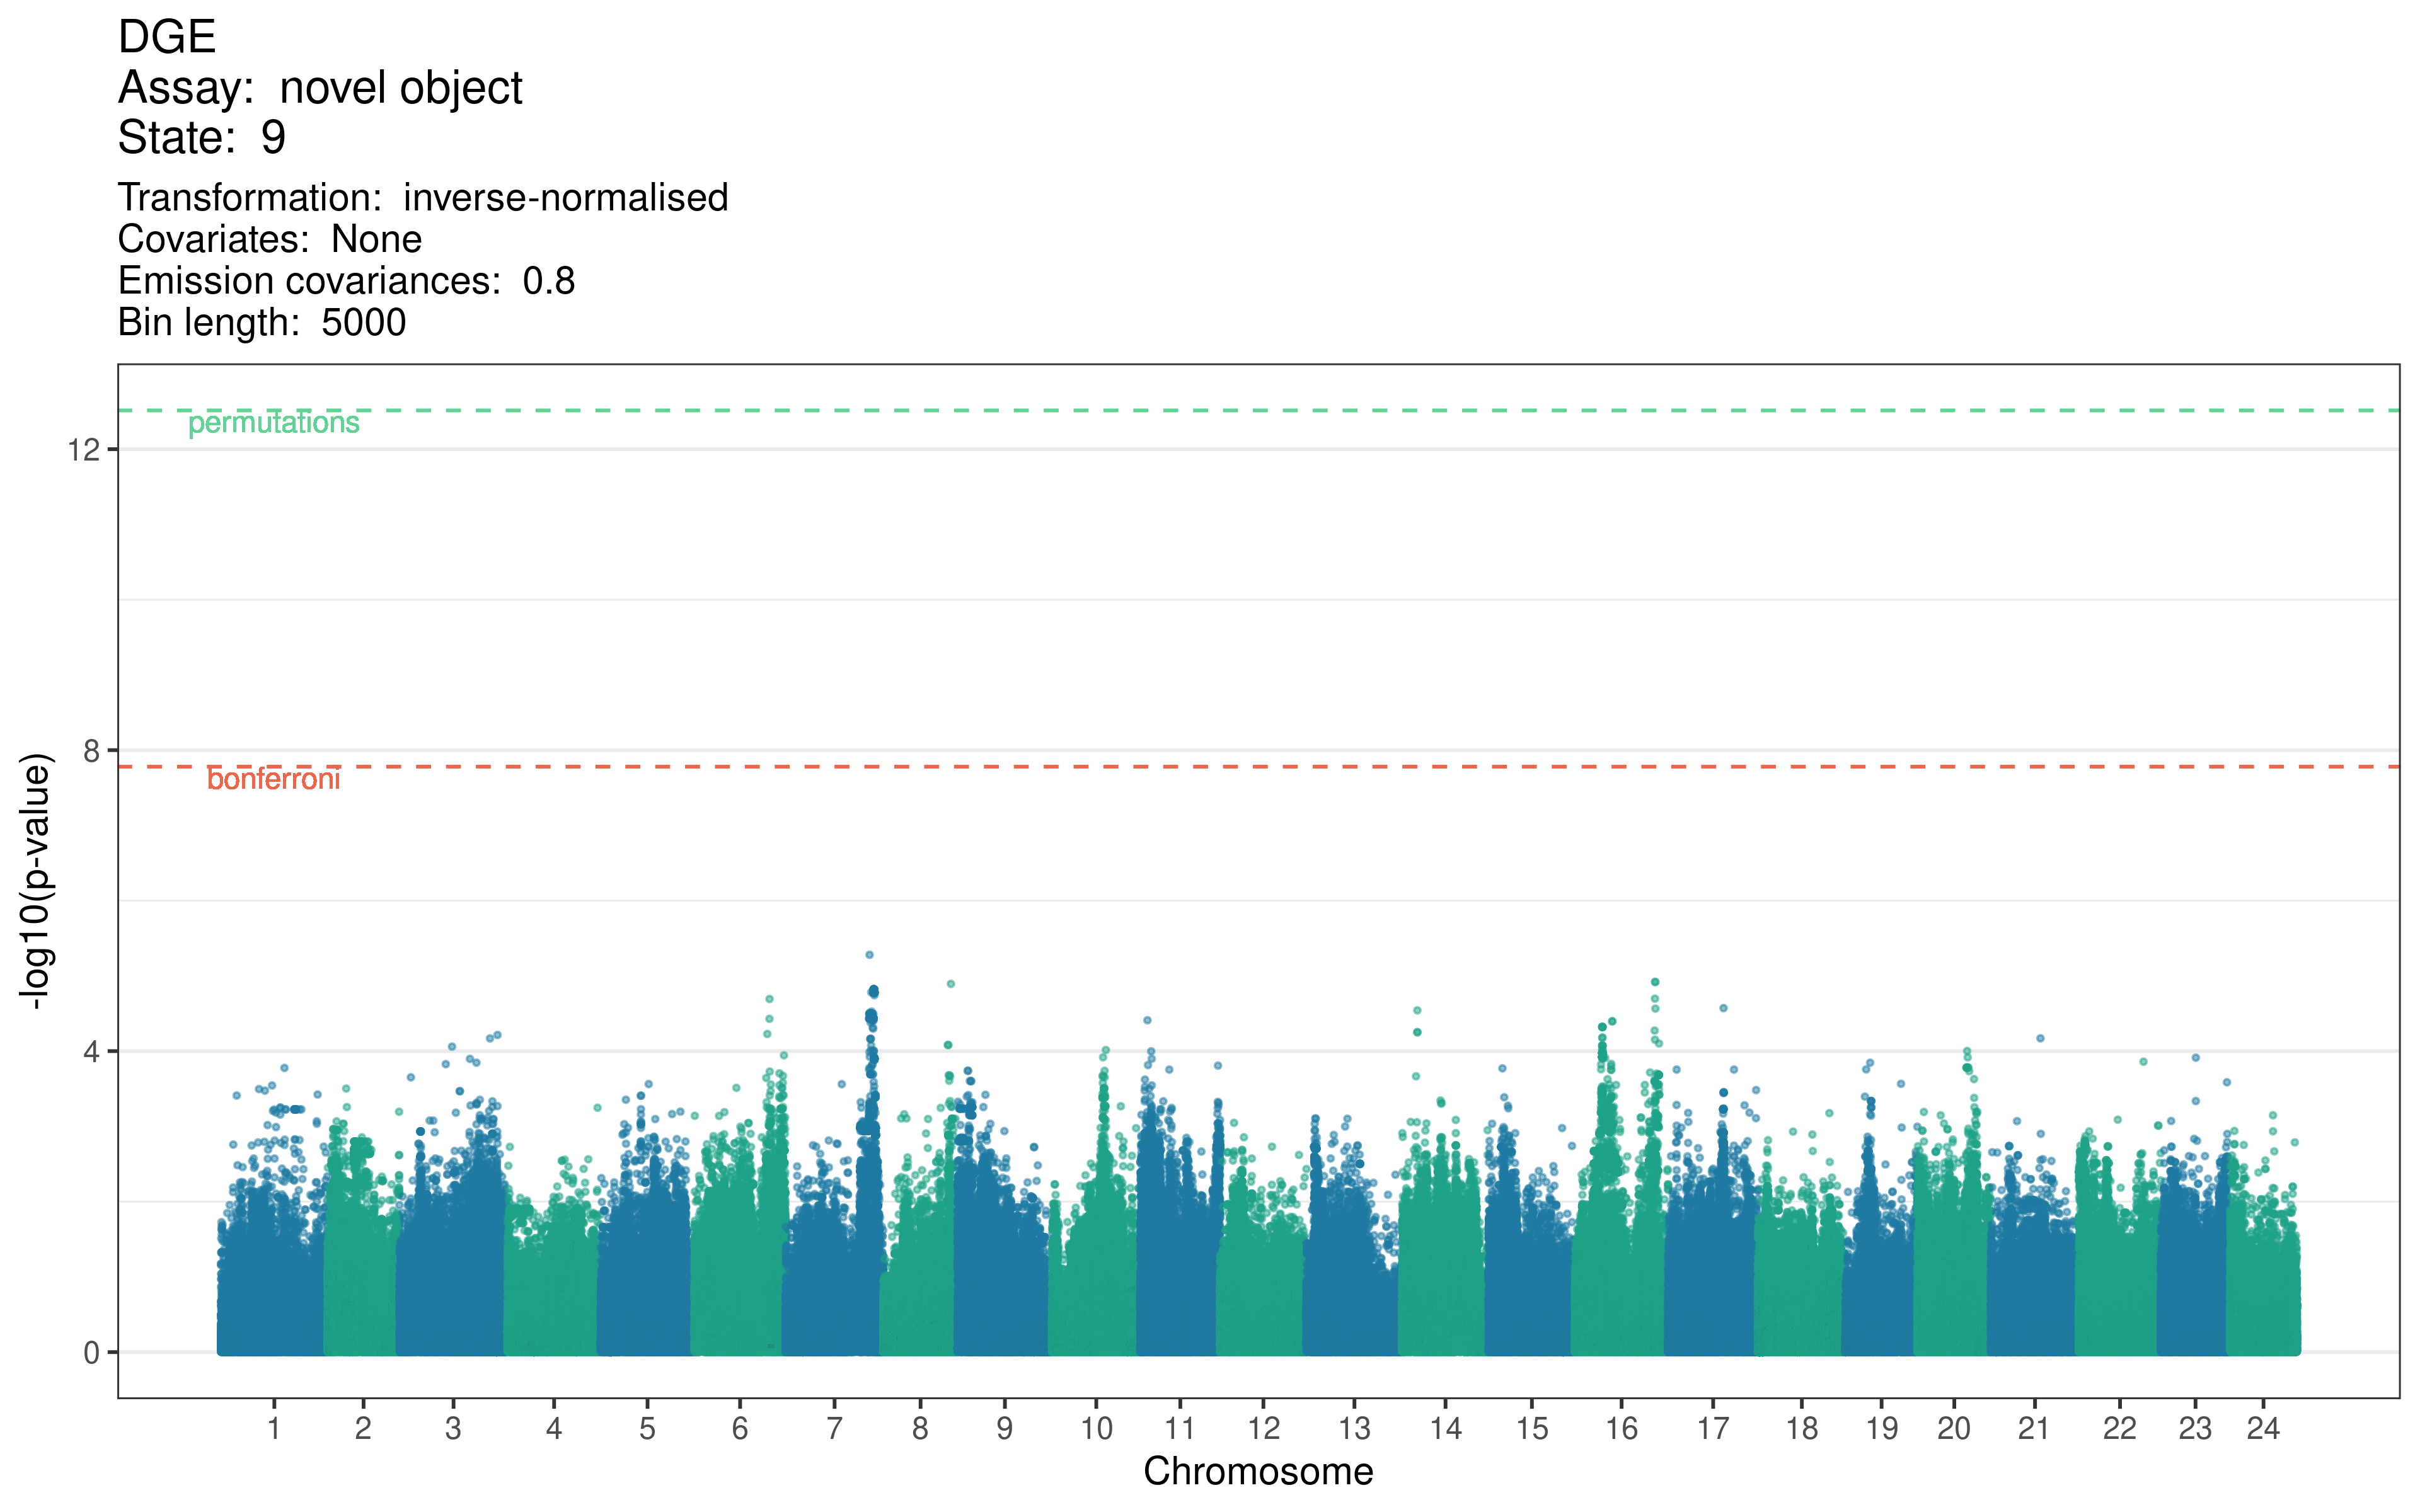 DGE
Assay: novel object
State: 9
Transformation: inverse-normalised
Covariates: None
Emission covariances: 0.8
Bin length: 5000
permutations
12
8
bonferroni
-log10(p-value)
4
0
1 2 3 4 5 6 7 8 9 10 11 12 13 14 15 16 17 18 19 20 21 22 23 24
Chromosome